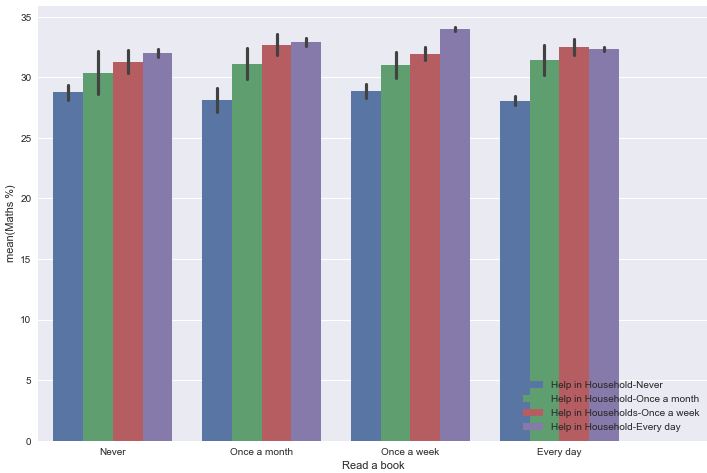 35
30
25
20
15
10
5
0
mean(Maths %)
Never
Once a month
Once a week
Every day
Read a book
Help in Household-Never
Help in Household-Once a month
Help in Households-Once a week
Help in Household-Every day